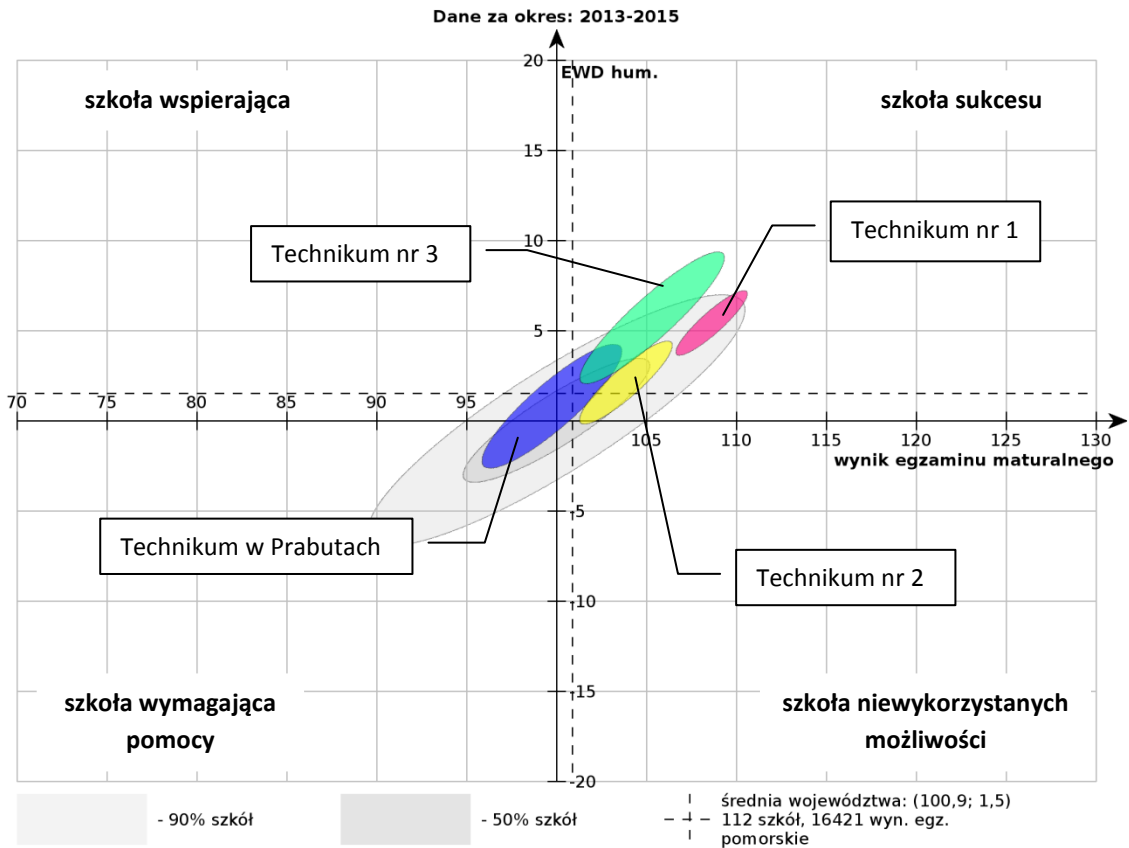 Dane za okres: 2013-2015
20
EWD hum.
szkoła wspierająca
szkoła sukcesu
15
Technikum nr 1
Technikum nr 3
10
5
70
75
80
85
90
95
105
110
115
120
125
130
wynik egzaminu maturalnego
-5
Technikum w Prabutach
Technikum nr 2
-10
-15
szkoła wymagająca
pomocy
szkoła niewykorzystanych
możliwości
-20
- 90% szkół
- 50% szkół
średnia województwa: (100,9; 1,5)
112 szkół, 16421 wyn. egz.
pomorskie